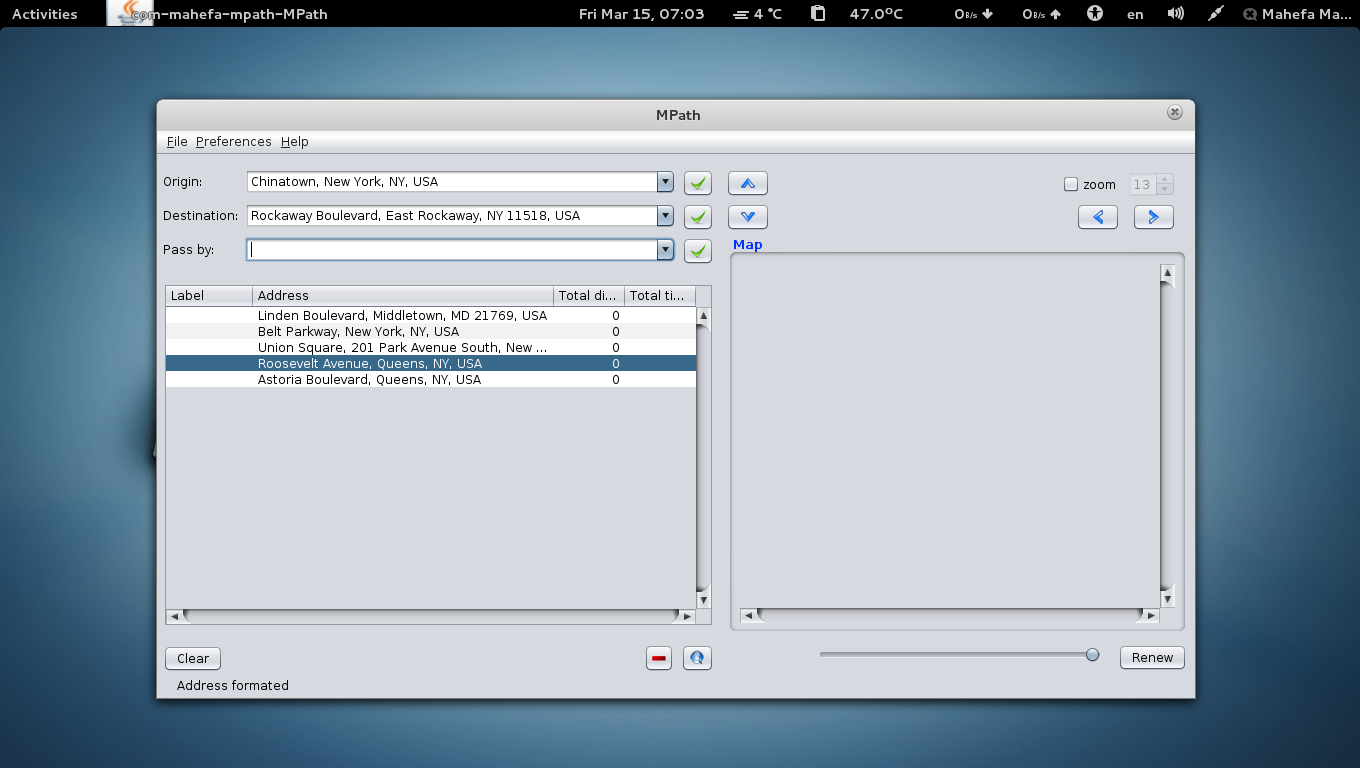 Activities com-mahefa-mpath-MPath Fri Mar 15, 07:03 4 °C 47.0°C 0B/s 0B/s en Mahefa Ma...
MPath
File Preferences Help
Origin: Chinatown, New York, NY, USA zoom 13
Destination: Rockaway Boulevard, East Rockaway, NY 11518, USA
Pass by:
Map
Label Address Total di... Total ti...
Linden Boulevard, Middletown, MD 21769, USA 0
Belt Parkway, New York, NY, USA 0
Union Square, 201 Park Avenue South, New ... 0
Roosevelt Avenue, Queens, NY, USA 0
Astoria Boulevard, Queens, NY, USA 0
Clear Renew
Address formated